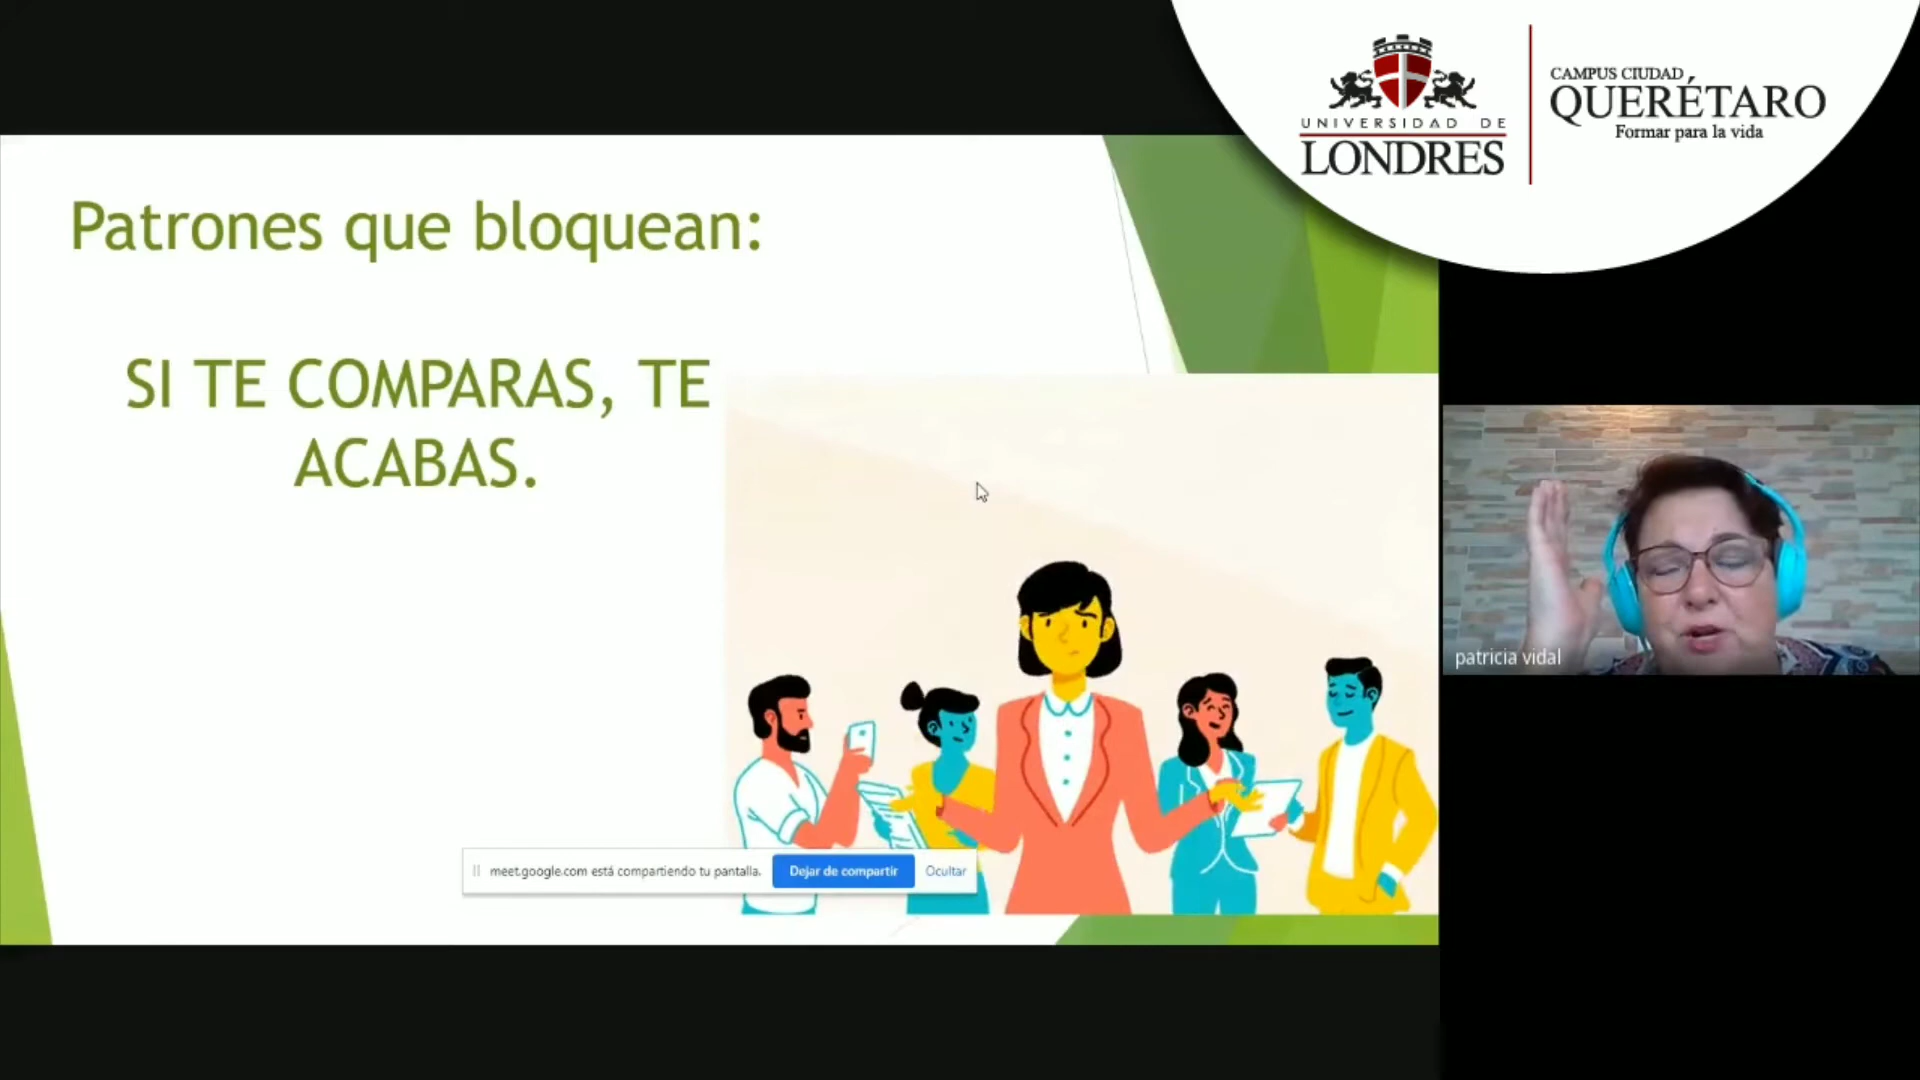 UNIVERSIDAD DE
LONDRES
CAMPUS CIUDAD
QUERÉTARO
Formar para la vida
Patrones que bloquean:
SI TE COMPARAS, TE
ACABAS.
patricia vidal
meet.google.com está compartiendo tu pantalla.
Dejar de compartir
Ocultar